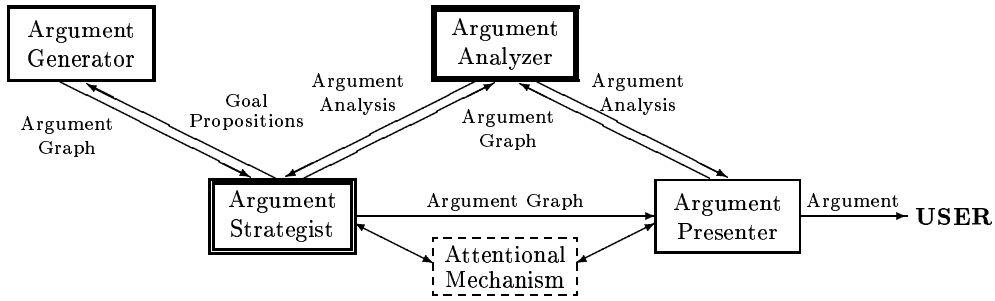 Argument
Generator
Argument
Analyzer
Argument
Graph
Goal
Propositions
Argument
Analysis
Argument
Graph
Argument
Analysis
Argument
Strategist
Argument Graph
Argument
Presenter
Argument
USER
Attentional
Mechanism